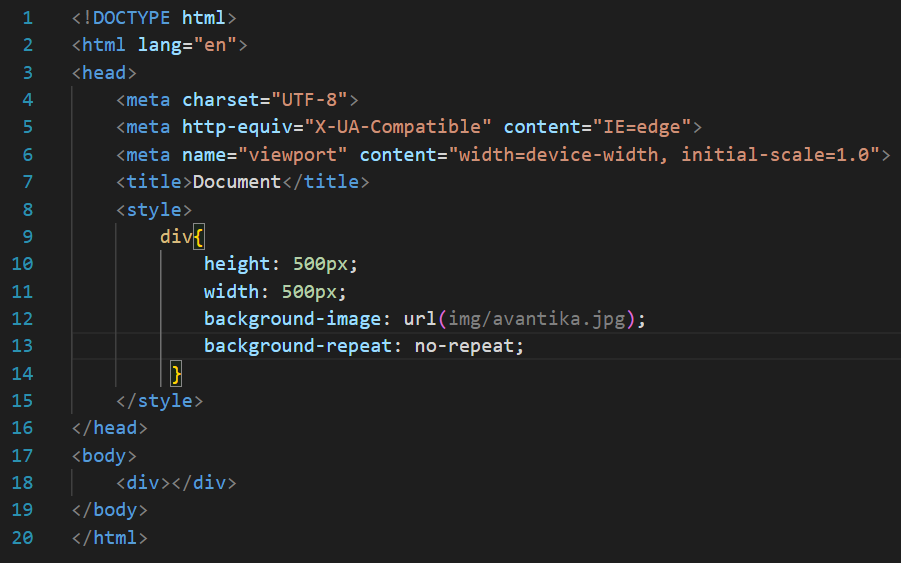 1 <!DOCTYPE html>
2 <html lang="en">
3 <head>
4     <meta charset="UTF-8">
5     <meta http-equiv="X-UA-Compatible" content="IE=edge">
6     <meta name="viewport" content="width=device-width, initial-scale=1.0">
7     <title>Document</title>
8     <style>
9         div{
10             height: 500px;
11             width: 500px;
12             background-image: url(img/avantika.jpg);
13             background-repeat: no-repeat;
14          }
15     </style>
16 </head>
17 <body>
18     <div></div>
19 </body>
20 </html>